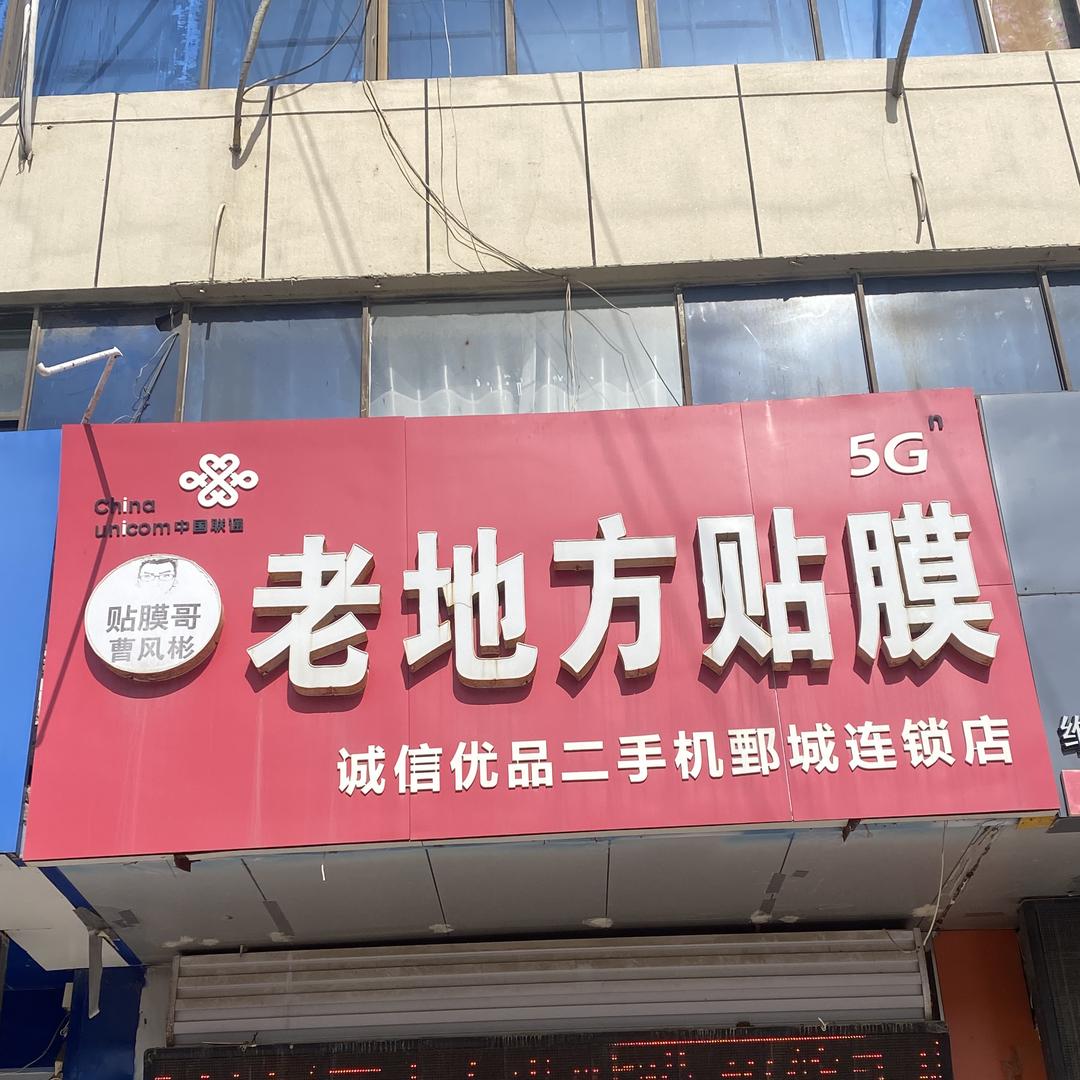 5Gⁿ
China
unicom中国联通
贴膜哥
曹风彬
老地方贴膜
诚信优品二手机鄄城连锁店